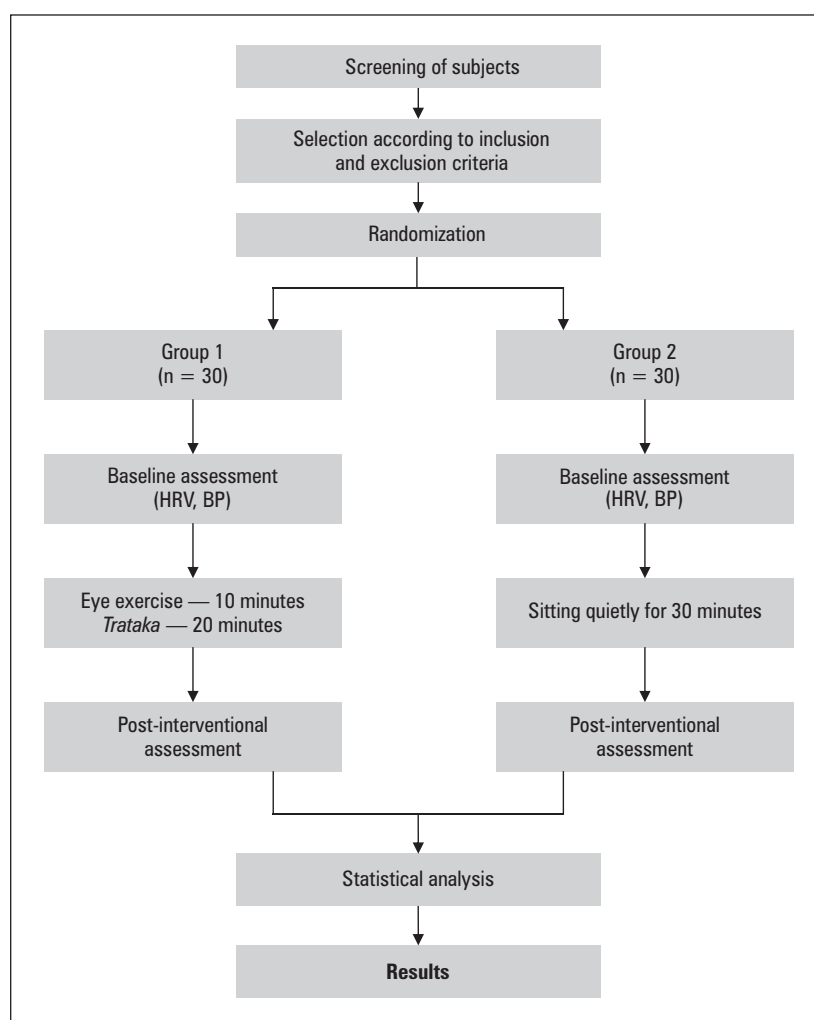 Screening of subjects
Selection according to inclusion
and exclusion criteria
Randomization
Group 1
(n = 30)
Group 2
(n = 30)
Baseline assessment
(HRV, BP)
Baseline assessment
(HRV, BP)
Eye exercise — 10 minutes
Trataka — 20 minutes
Sitting quietly for 30 minutes
Post-interventional
assessment
Post-interventional
assessment
Statistical analysis
Results